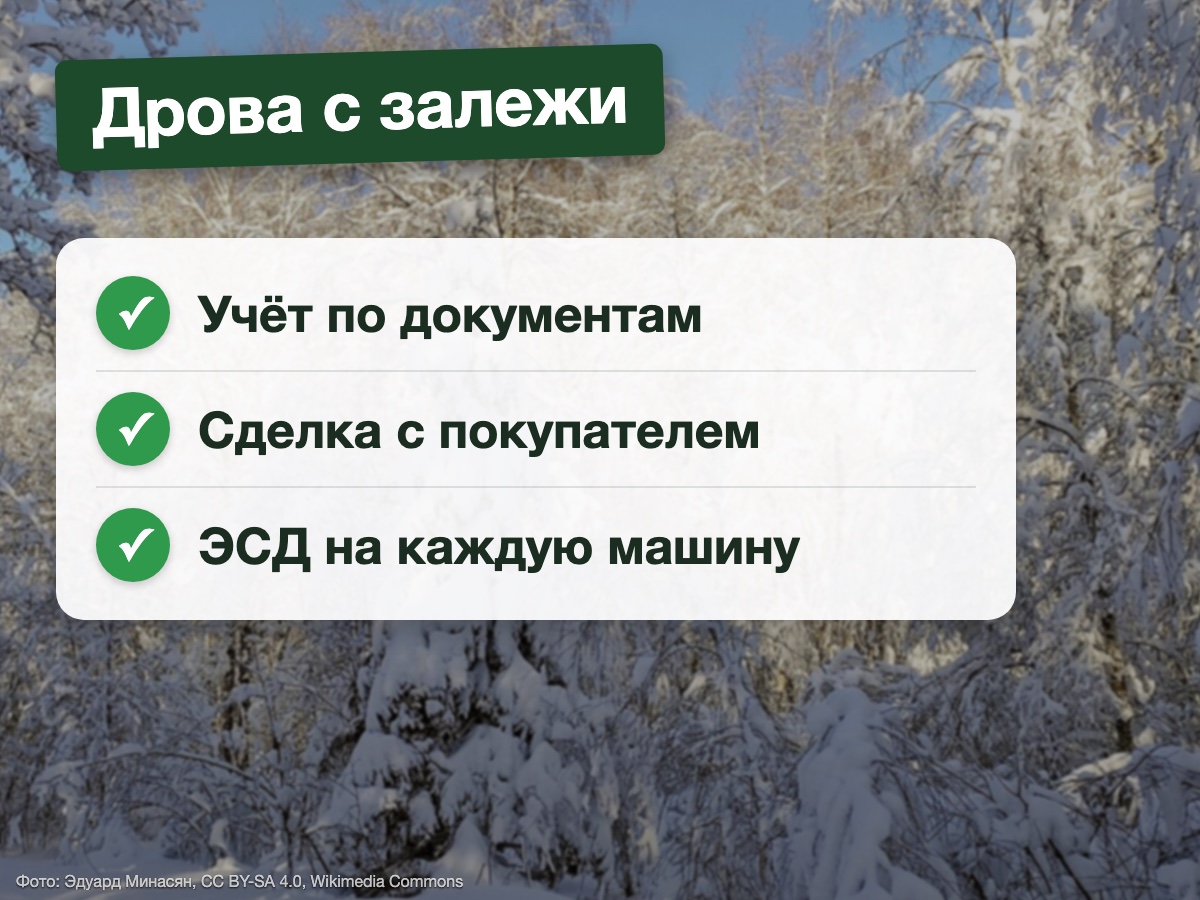 Дрова с залежи
Учёт по документам
Сделка с покупателем
ЭСД на каждую машину
Фото: Эдуард Минасян, CC BY-SA 4.0, Wikimedia Commons